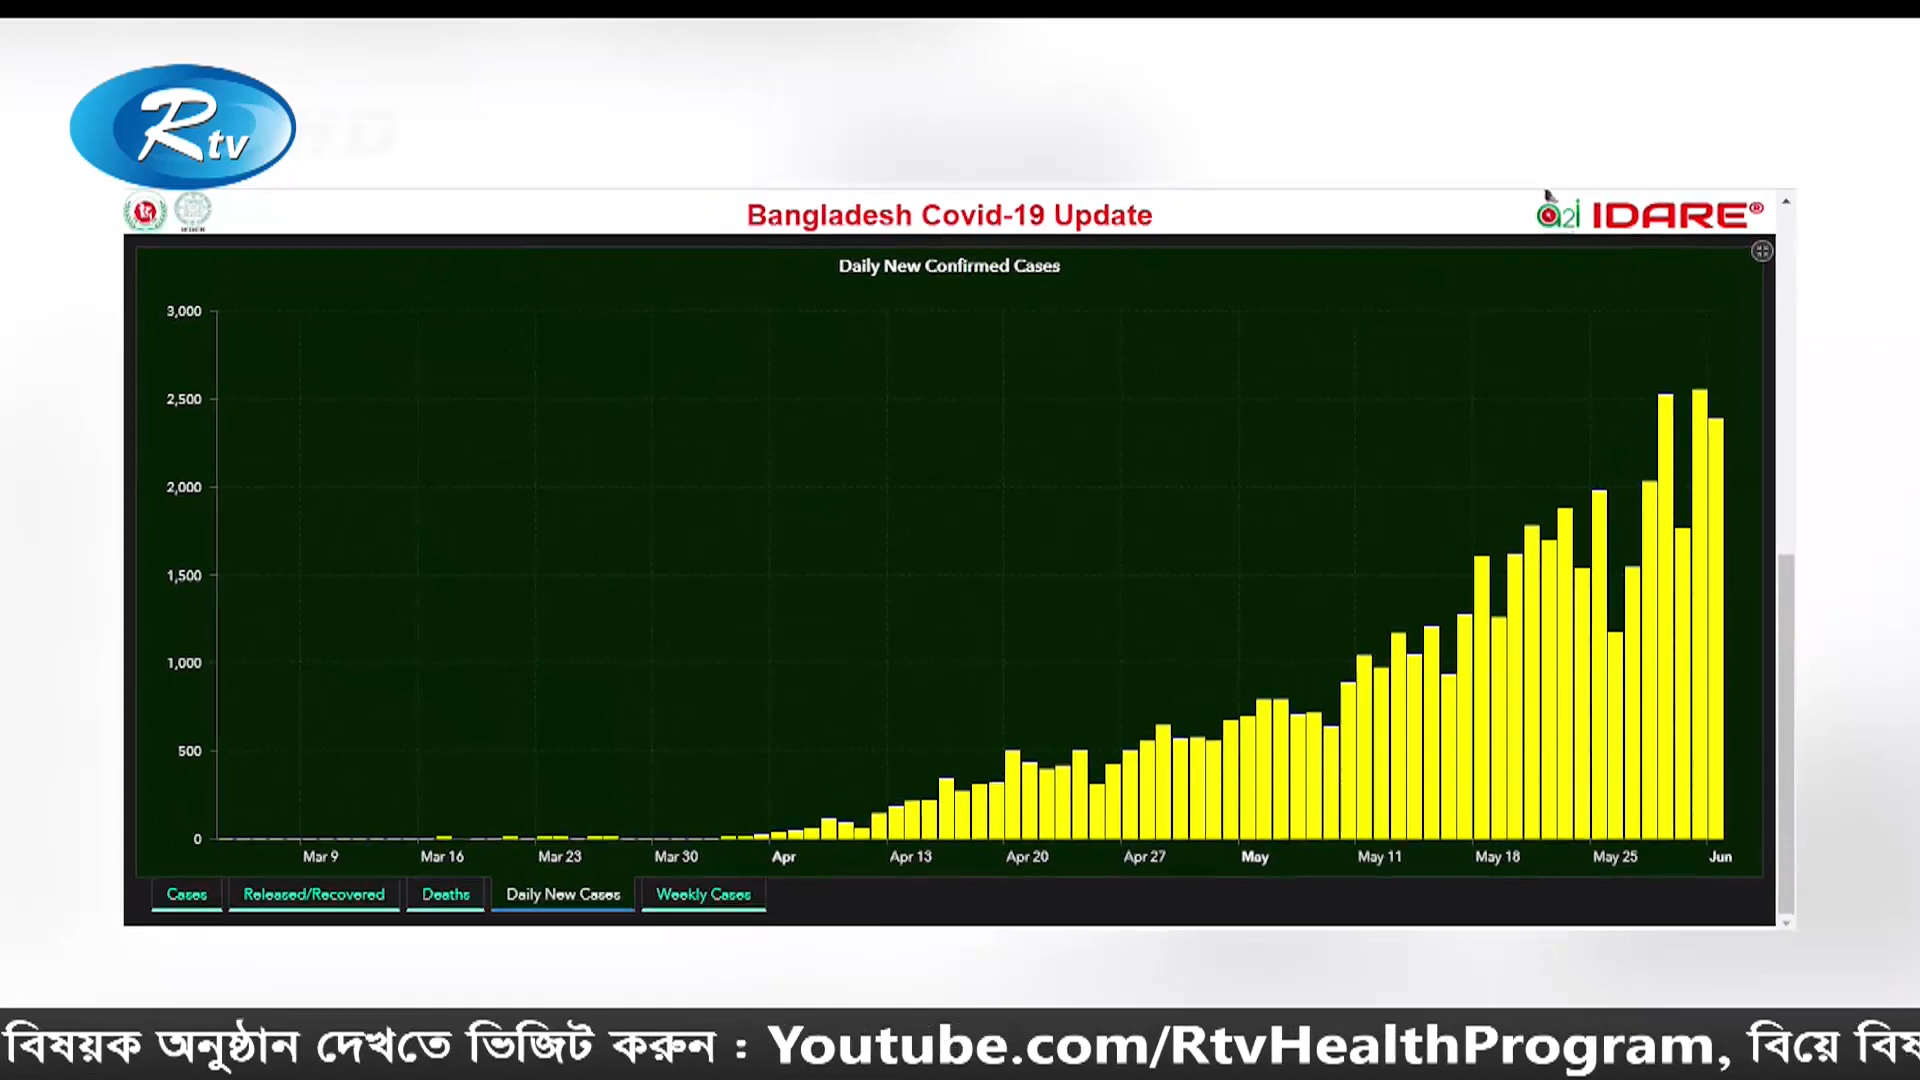 Rtv
Bangladesh Covid-19 Update
a2i IDARE®
Daily New Confirmed Cases
3,000
2,500
2,000
1,500
1,000
500
0
Mar 9 Mar 16 Mar 23 Mar 30 Apr Apr 13 Apr 20 Apr 27 May May 11 May 18 May 25 Jun
Cases Released/Recovered Deaths Daily New Cases Weekly Cases
বিষয়ক অনুষ্ঠান দেখতে ভিজিট করুন : Youtube.com/RtvHealthProgram, বিয়ে